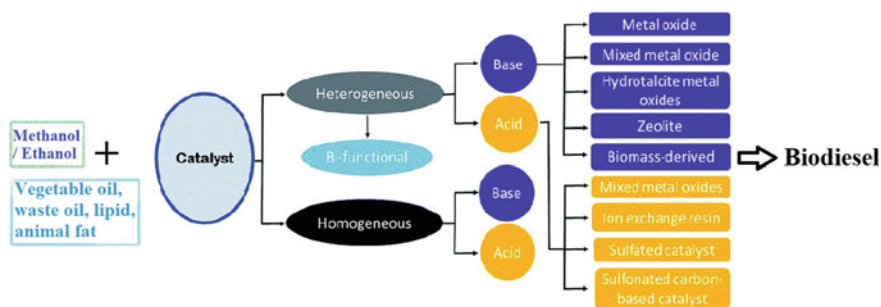 Methanol
/ Ethanol
+
Vegetable oil,
waste oil, lipid,
animal fat
Catalyst
Heterogeneous
Bi-functional
Homogeneous
Base
Acid
Base
Acid
Metal oxide
Mixed metal oxide
Hydrotalcite metal
oxides
Zeolite
Biomass-derived
Mixed metal oxides
Ion exchange resin
Sulfated catalyst
Sulfonated carbon-
based catalyst
Biodiesel